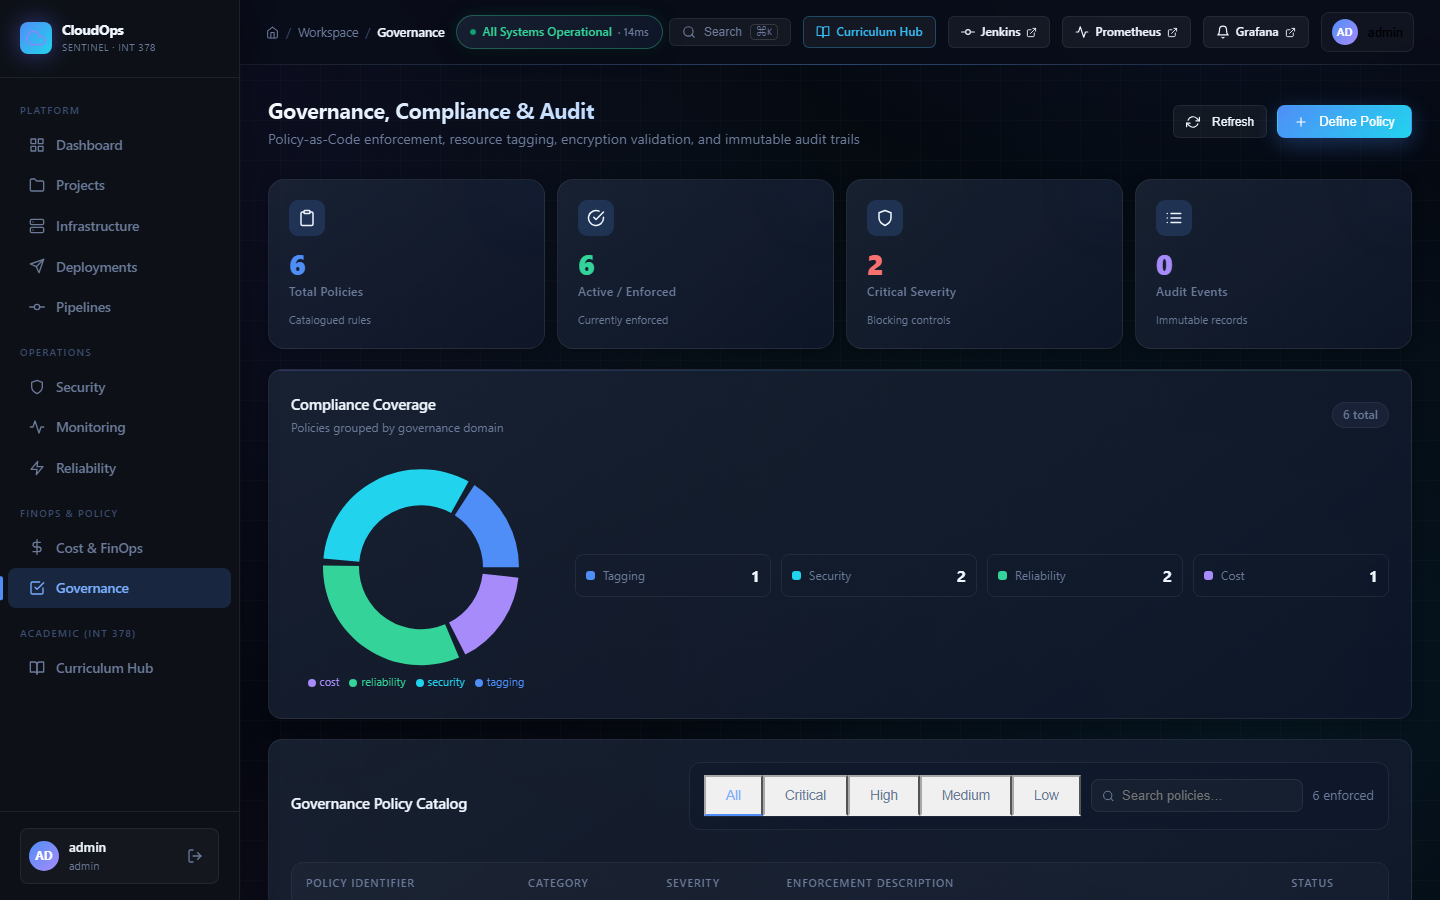 CloudOps
SENTINEL · INT 378
PLATFORM
Dashboard
Projects
Infrastructure
Deployments
Pipelines
OPERATIONS
Security
Monitoring
Reliability
FINOPS & POLICY
Cost & FinOps
Governance
ACADEMIC (INT 378)
Curriculum Hub
AD
admin
admin
/ Workspace / Governance
All Systems Operational · 14ms
Search ⌘K
Curriculum Hub
Jenkins
Prometheus
Grafana
AD admin
Governance, Compliance & Audit
Policy-as-Code enforcement, resource tagging, encryption validation, and immutable audit trails
Refresh
Define Policy
6
Total Policies
Catalogued rules
6
Active / Enforced
Currently enforced
2
Critical Severity
Blocking controls
0
Audit Events
Immutable records
Compliance Coverage
Policies grouped by governance domain
6 total
cost reliability security tagging
Tagging 1
Security 2
Reliability 2
Cost 1
Governance Policy Catalog
All Critical High Medium Low
Search policies...
6 enforced
POLICY IDENTIFIER CATEGORY SEVERITY ENFORCEMENT DESCRIPTION STATUS